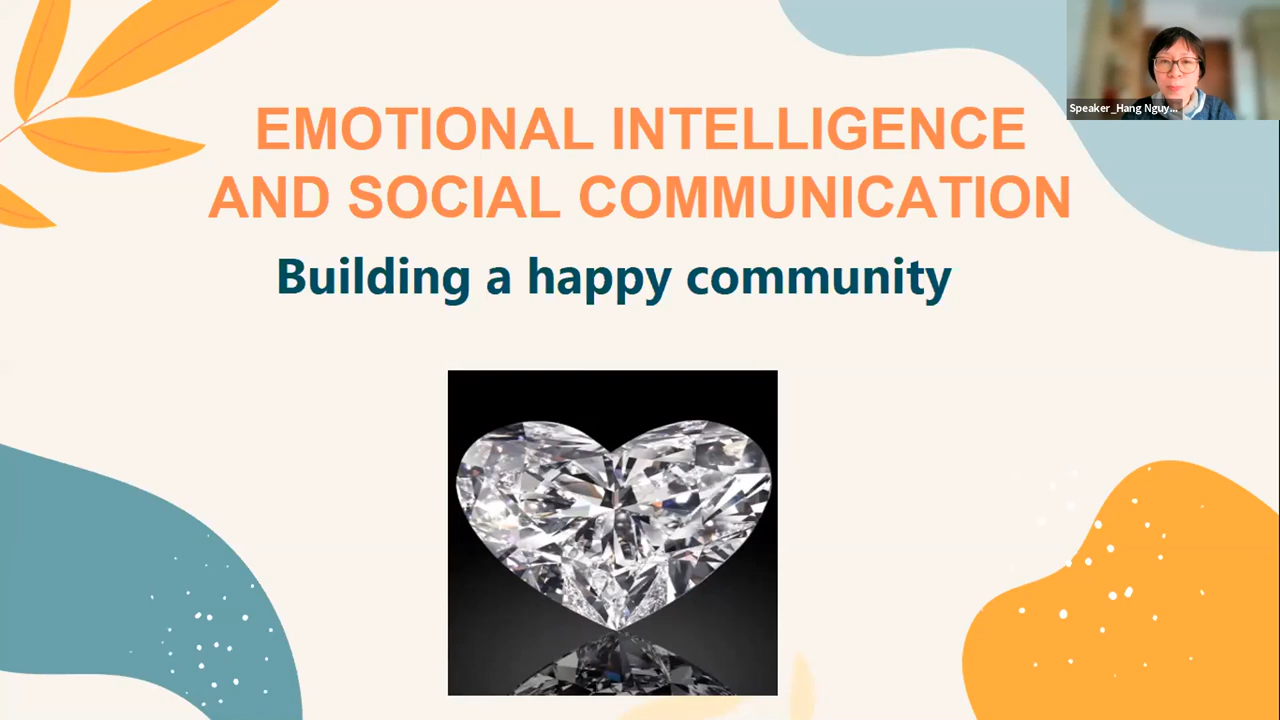 EMOTIONAL INTELLIGENCE
AND SOCIAL COMMUNICATION
Building a happy community
Speaker_Hang Nguy...